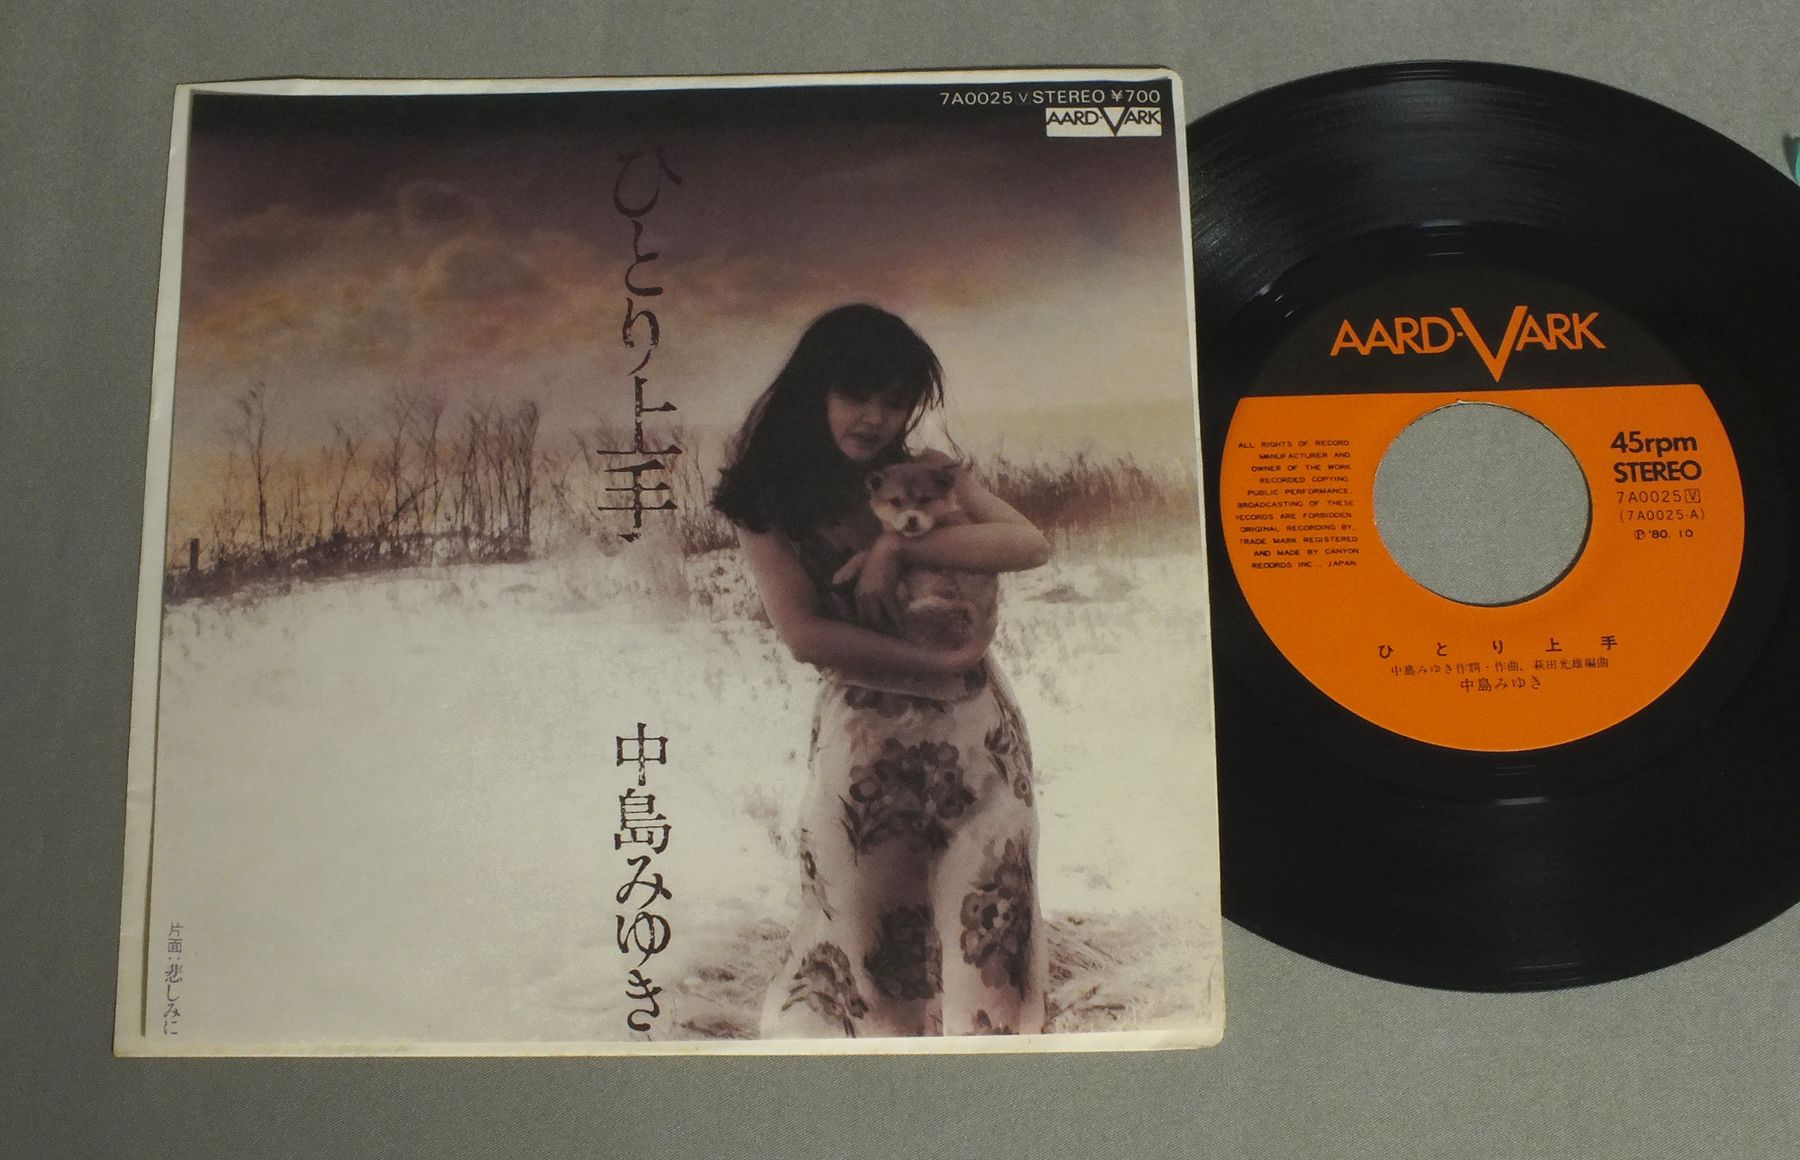 7A0025 V STEREO ¥700
AARD-VARK
ひとり上手
中島みゆき
片面:悲しみに
AARD-VARK
ALL RIGHTS OF RECORD
MANUFACTURER AND
OWNER OF THE WORK
RECORDED COPYING.
PUBLIC PERFORMANCE.
BROADCASTING OF THESE
RECORDS ARE FORBIDDEN.
ORIGINAL RECORDING BY,
TRADE MARK REGISTERED
AND MADE BY CANYON
RECORDS INC., JAPAN.
45rpm
STEREO
7A0025 V
(7A0025-A)
Ⓟ '80. 10
ひとり上手
中島みゆき作詞・作曲, 萩田光雄編曲
中島みゆき